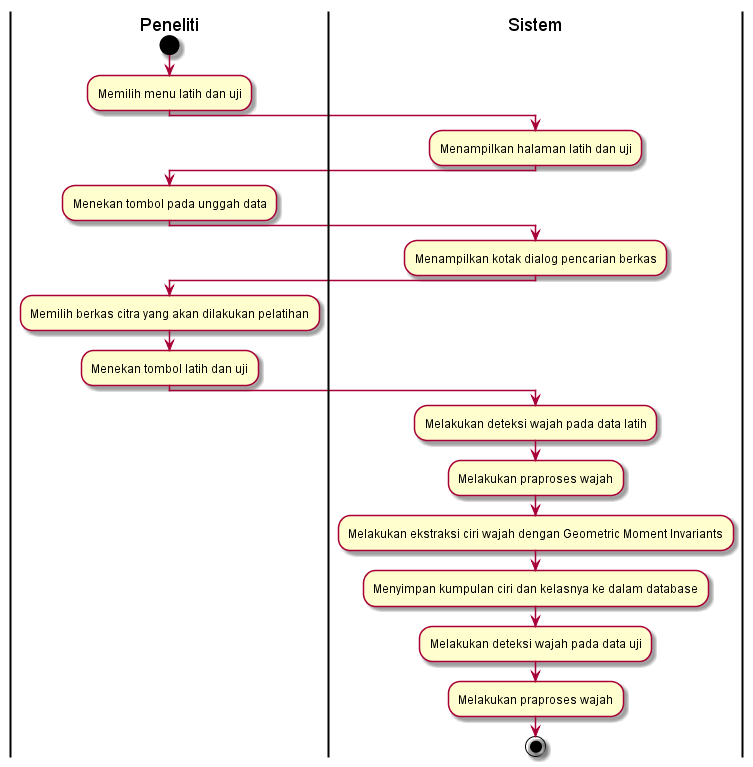 Peneliti
Sistem
Memilih menu latih dan uji
Menampilkan halaman latih dan uji
Menekan tombol pada unggah data
Menampilkan kotak dialog pencarian berkas
Memilih berkas citra yang akan dilakukan pelatihan
Menekan tombol latih dan uji
Melakukan deteksi wajah pada data latih
Melakukan praproses wajah
Melakukan ekstraksi ciri wajah dengan Geometric Moment Invariants
Menyimpan kumpulan ciri dan kelasnya ke dalam database
Melakukan deteksi wajah pada data uji
Melakukan praproses wajah